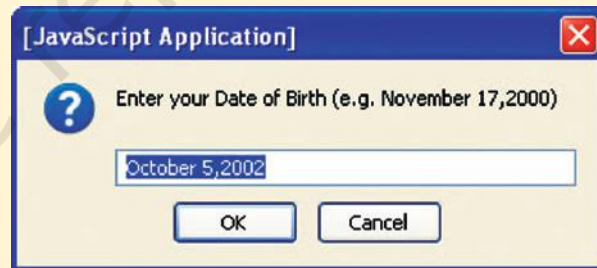 [JavaScript Application]
Enter your Date of Birth (e.g. November 17,2000)
October 5,2002
OK
Cancel